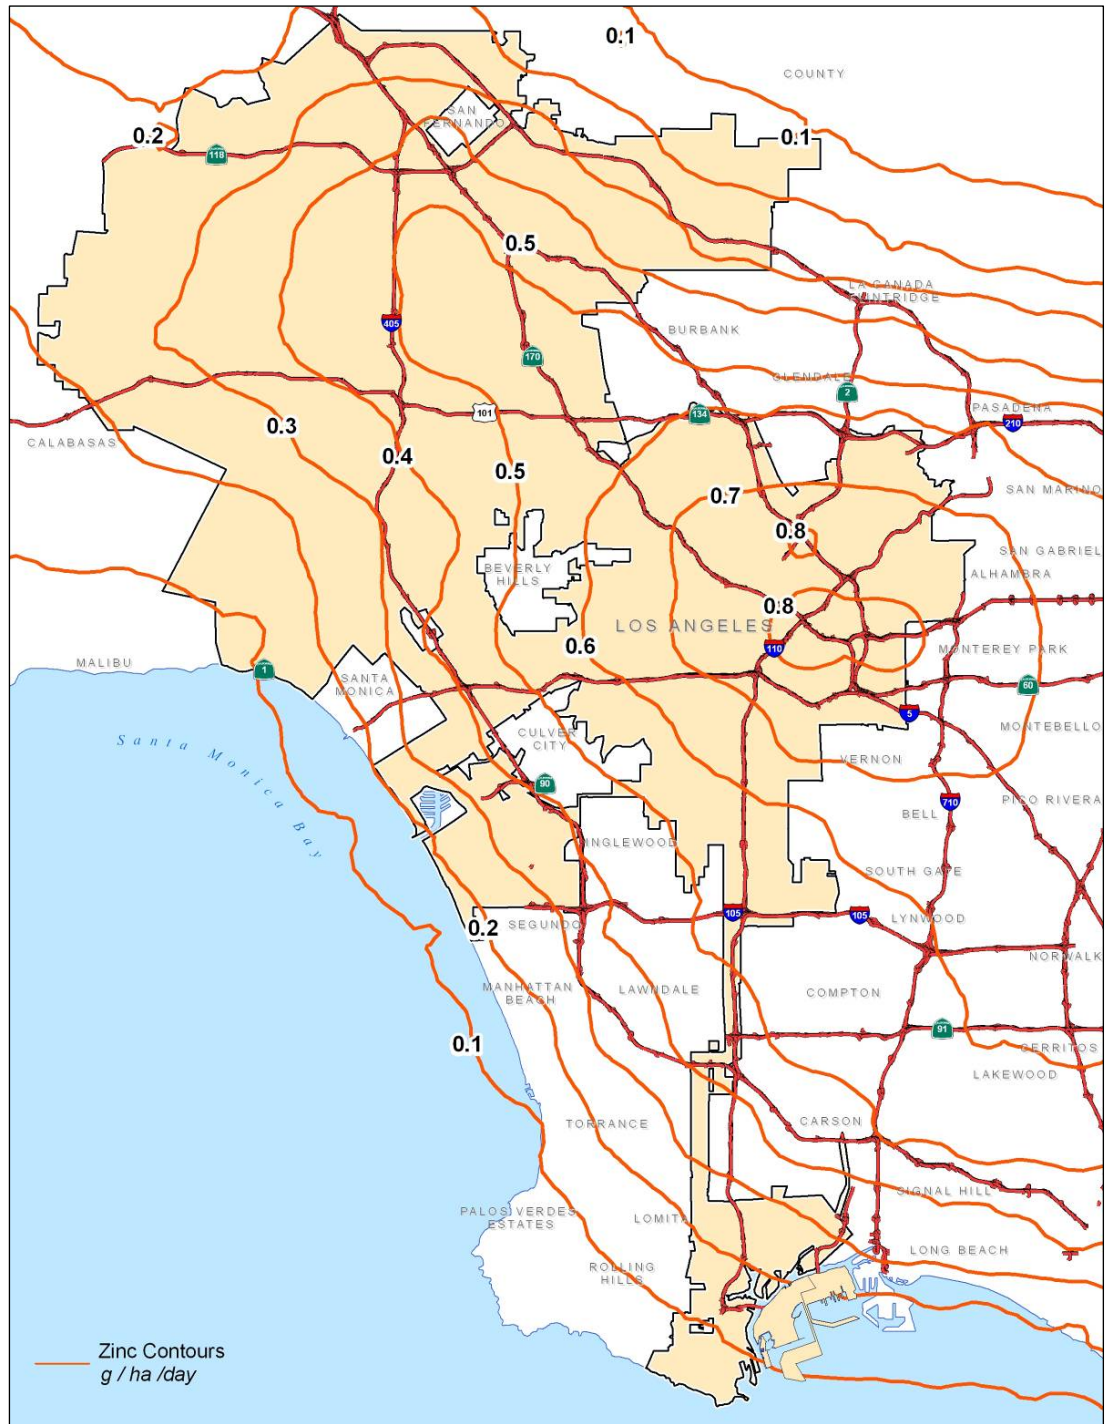 0.1
COUNTY
SAN
FERNANDO
0.2
0.1
118
0.5
LA CANADA
FLINTRIDGE
405
BURBANK
170
GLENDALE
2
101
134
PASADENA
210
CALABASAS
0.3
0.4
0.5
0.7
SAN MARINO
0.8
SAN GABRIEL
BEVERLY
HILLS
ALHAMBRA
0.8
LOS ANGELES
0.6
110
MONTEREY PARK
MALIBU
1
SANTA
MONICA
60
5
MONTEBELLO
Santa Monica Bay
CULVER
CITY
VERNON
90
710
PICO RIVERA
BELL
INGLEWOOD
SOUTH GATE
105
105
LYNWOOD
0.2
SEGUNDO
NORWALK
MANHATTAN
BEACH
LAWNDALE
COMPTON
91
0.1
CERRITOS
LAKEWOOD
TORRANCE
CARSON
SIGNAL HILL
PALOS VERDES
ESTATES
LOMITA
LONG BEACH
ROLLING
HILLS
Zinc Contours
g / ha /day